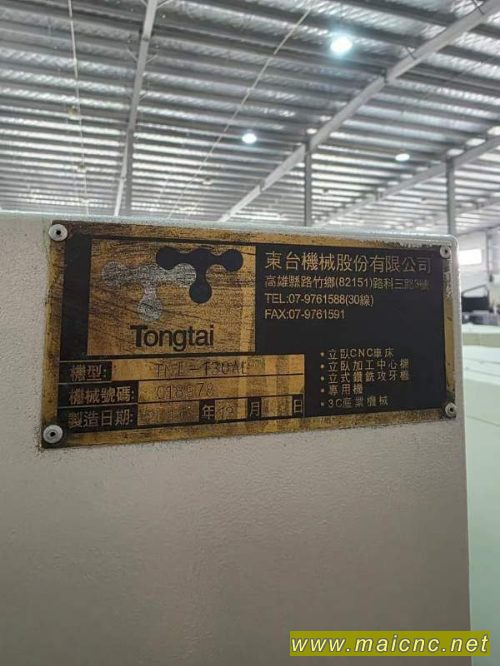 東台機械股份有限公司
高雄縣路竹鄉(82151)路科三路3號
TEL:07-9761588(30線)
FAX:07-9761591
Tongtai
・立臥CNC車床
・立臥加工中心機
・立式鑽銑攻牙機
・專用機
・3C產業機械
機型:
機械號碼:
製造日期: 年 月 日
www.maicnc.net